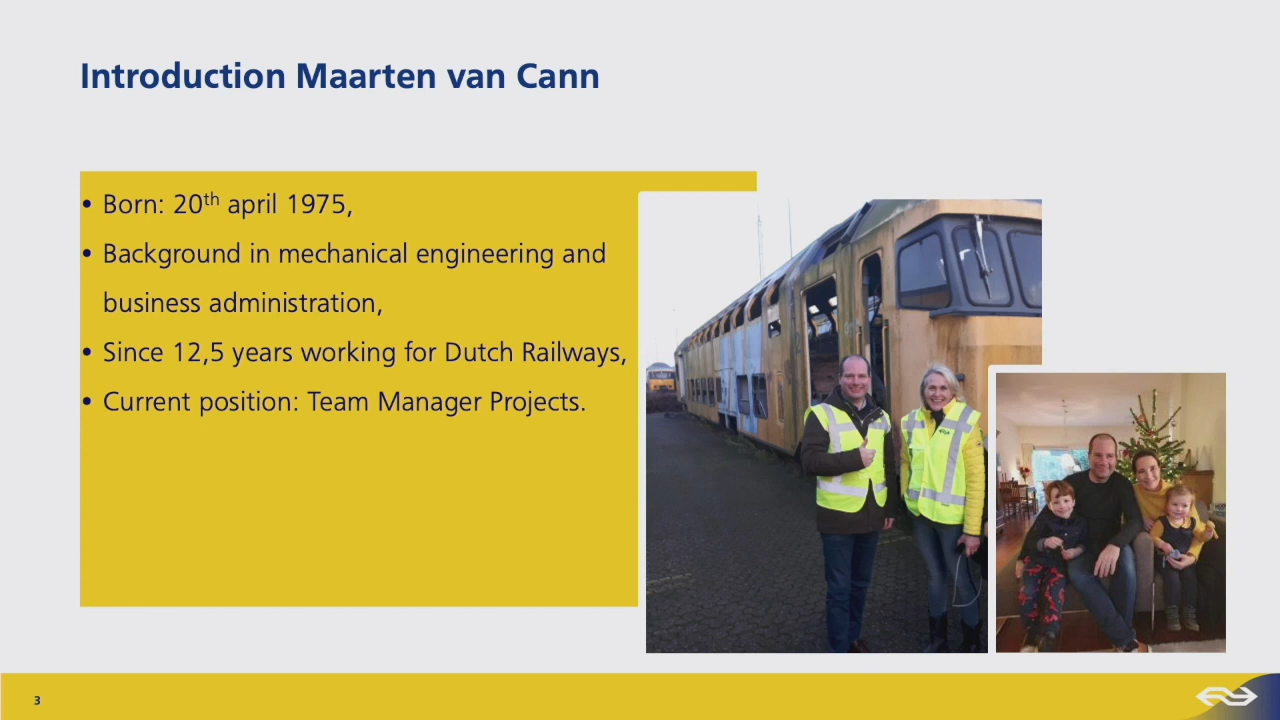 Introduction Maarten van Cann
• Born: 20th april 1975,
• Background in mechanical engineering and
business administration,
• Since 12,5 years working for Dutch Railways,
• Current position: Team Manager Projects.
3